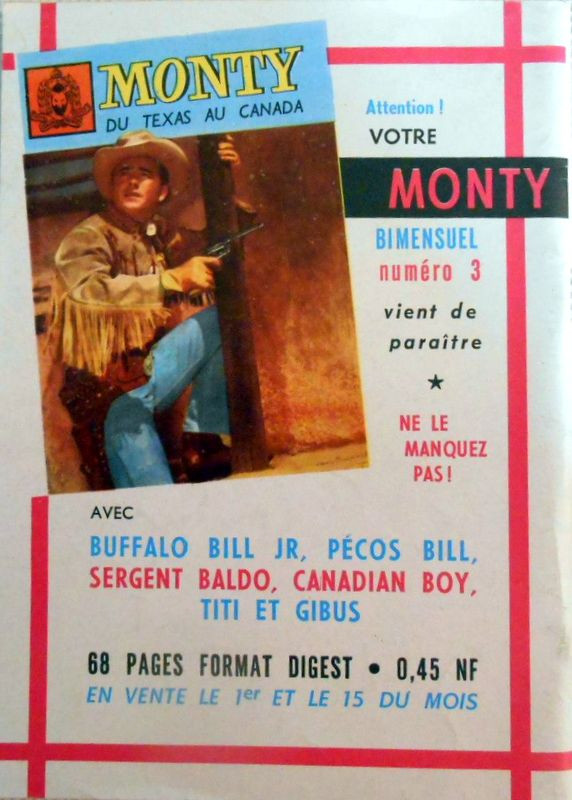 MONTY
DU TEXAS AU CANADA
Attention !
VOTRE
MONTY
BIMENSUEL
numéro 3
vient de
paraître
NE LE
MANQUEZ
PAS !
AVEC
BUFFALO BILL JR, PÉCOS BILL,
SERGENT BALDO, CANADIAN BOY,
TITI ET GIBUS
68 PAGES FORMAT DIGEST • 0,45 NF
EN VENTE LE 1er ET LE 15 DU MOIS